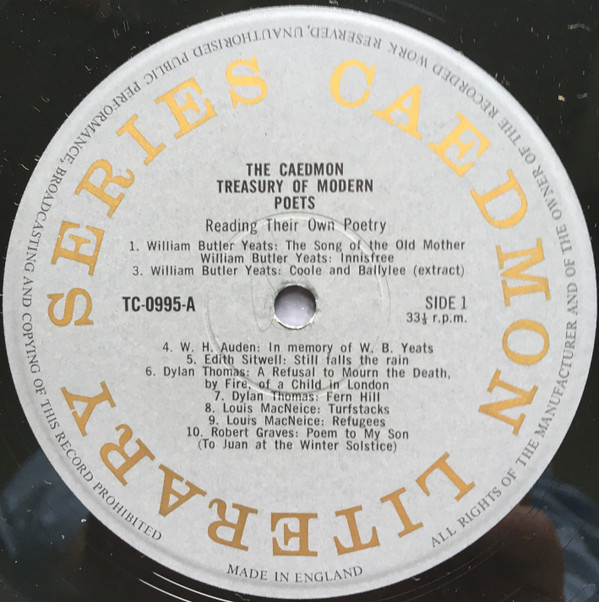 CAEDMON LITERARY SERIES
THE CAEDMON
TREASURY OF MODERN
POETS
Reading Their Own Poetry
1. William Butler Yeats: The Song of the Old Mother
William Butler Yeats: Innisfree
3. William Butler Yeats: Coole and Ballylee (extract)
TC-0995-A
SIDE 1
33⅓ r.p.m.
4. W. H. Auden: In memory of W. B. Yeats
5. Edith Sitwell: Still falls the rain
6. Dylan Thomas: A Refusal to Mourn the Death,
by Fire, of a Child in London
7. Dylan Thomas: Fern Hill
8. Louis MacNeice: Turfstacks
9. Louis MacNeice: Refugees
10. Robert Graves: Poem to My Son
(To Juan at the Winter Solstice)
ALL RIGHTS OF THE MANUFACTURER AND OF THE OWNER OF THE RECORDED WORK RESERVED, UNAUTHORISED PUBLIC PERFORMANCE, BROADCASTING AND COPYING OF THIS RECORD PROHIBITED
MADE IN ENGLAND